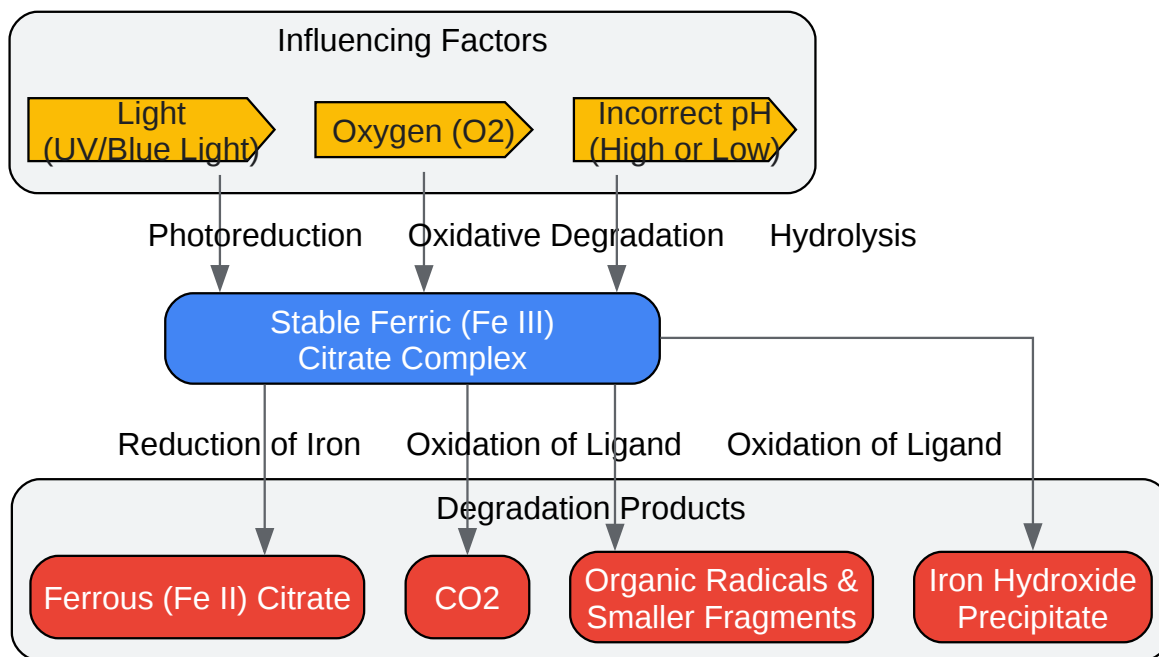 Influencing Factors
Light
(UV/Blue Light)
Oxygen (O2)
Incorrect pH
(High or Low)
Photoreduction
Oxidative Degradation
Hydrolysis
Stable Ferric (Fe III)
Citrate Complex
Reduction of Iron
Oxidation of Ligand
Oxidation of Ligand
Degradation Products
Ferrous (Fe II) Citrate
CO2
Organic Radicals &
Smaller Fragments
Iron Hydroxide
Precipitate